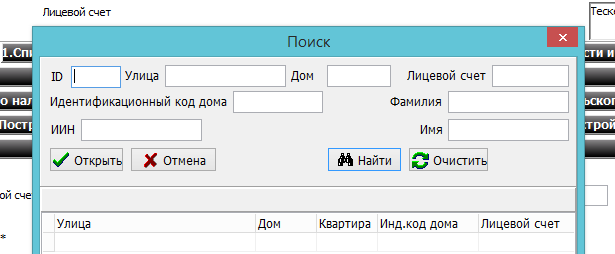 Лицевой счет
Теск
Поиск
1.Спи
сти и
ID Улица Дом Лицевой счет
о нал
ьског
Идентификационный код дома Фамилия
Постр
строй
ИИН Имя
Открыть Отмена Найти Очистить
ой сче
Улица Дом Квартира Инд.код дома Лицевой счет
*